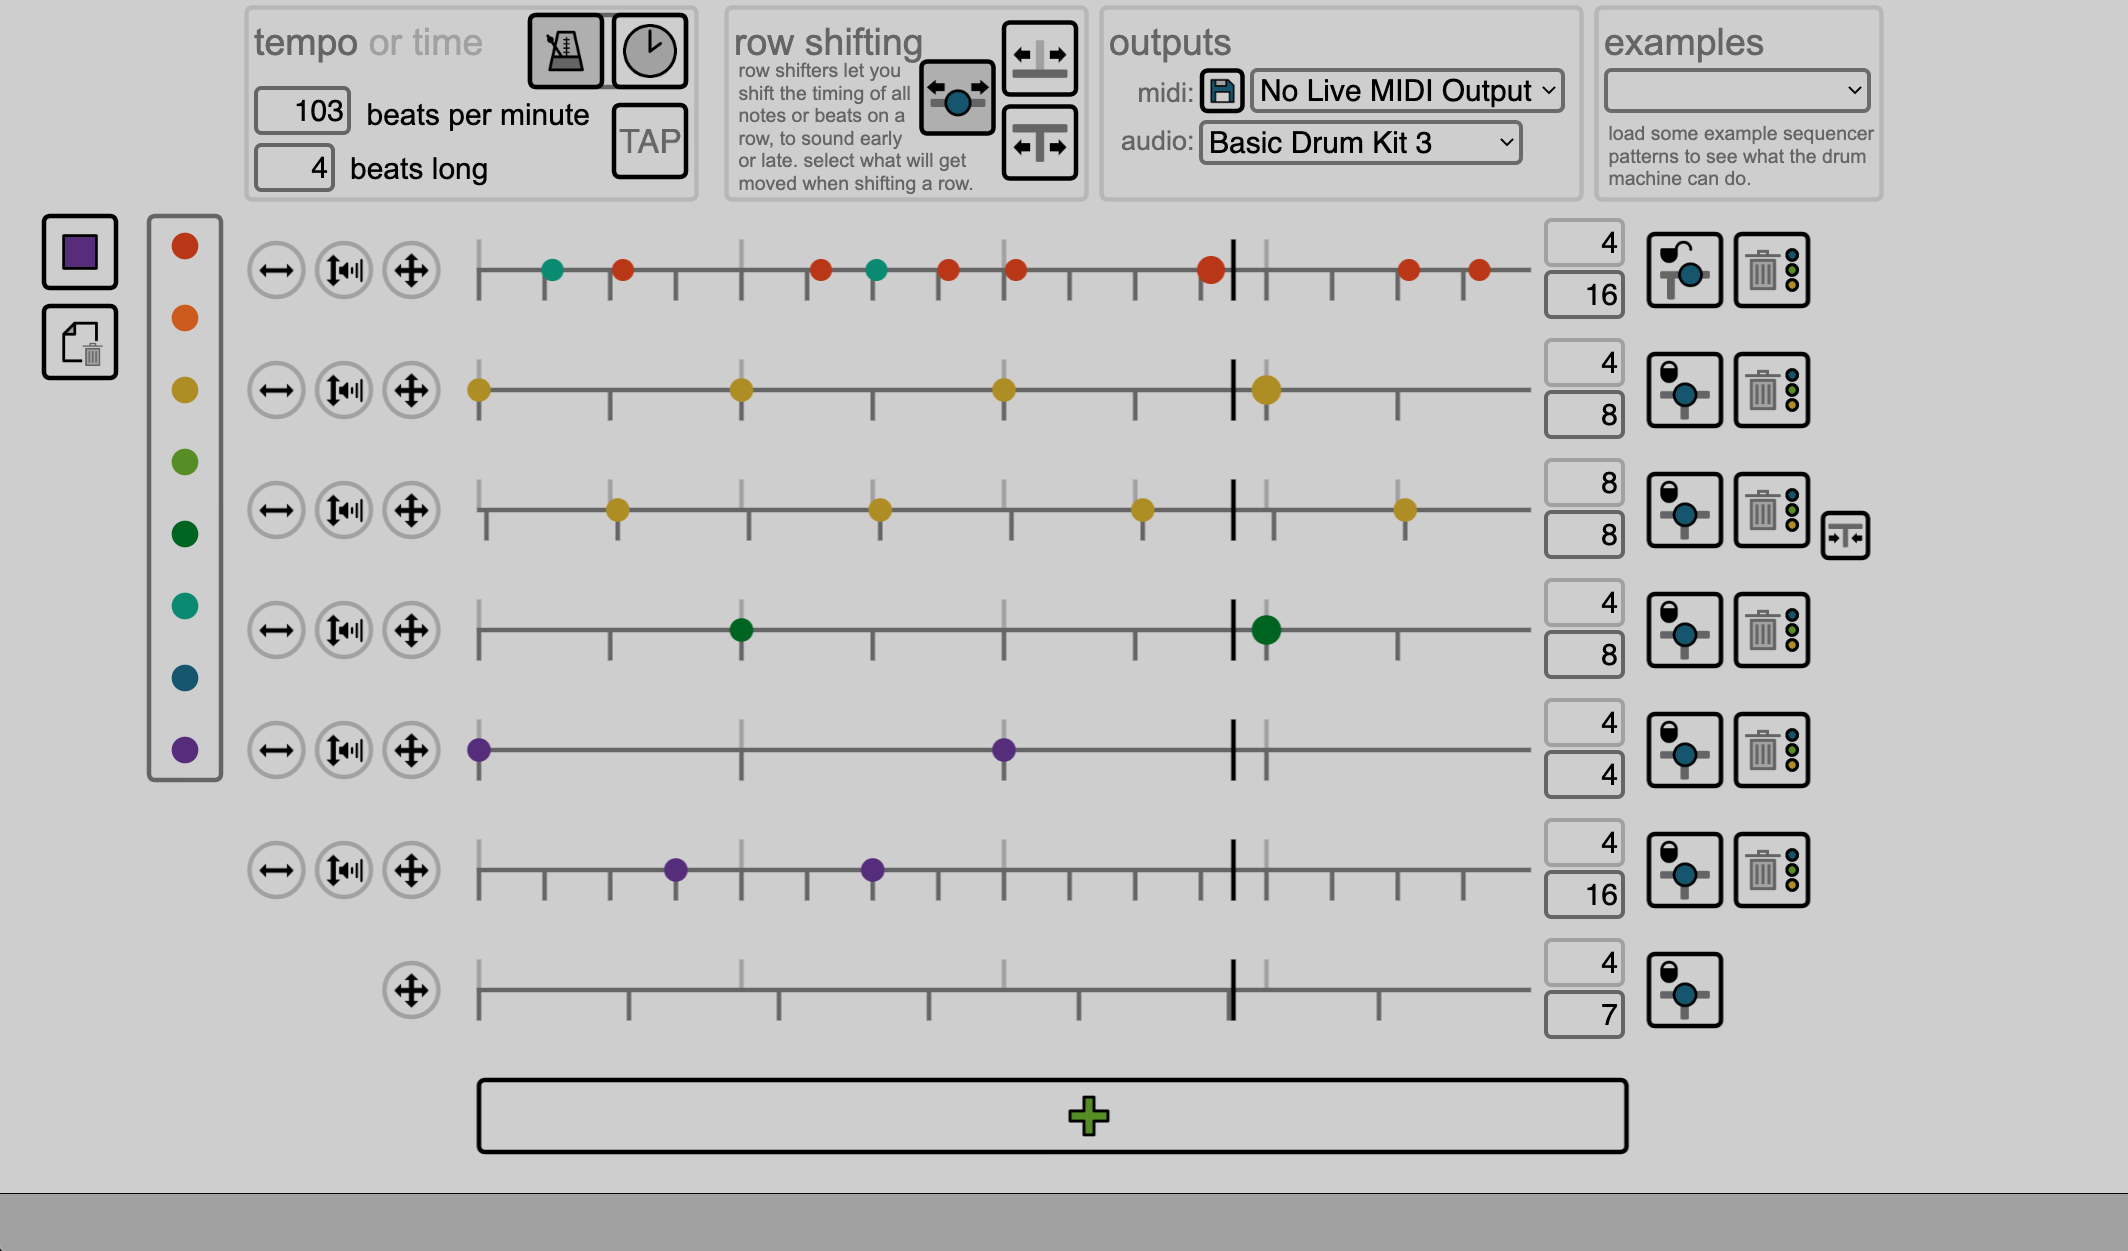 tempo or time
103 beats per minute
4 beats long
TAP
row shifting
row shifters let you
shift the timing of all
notes or beats on a
row, to sound early
or late. select what will get
moved when shifting a row.
outputs
midi: No Live MIDI Output
audio: Basic Drum Kit 3
examples
load some example sequencer
patterns to see what the drum
machine can do.
4
16
4
8
8
8
4
8
4
4
4
16
4
7